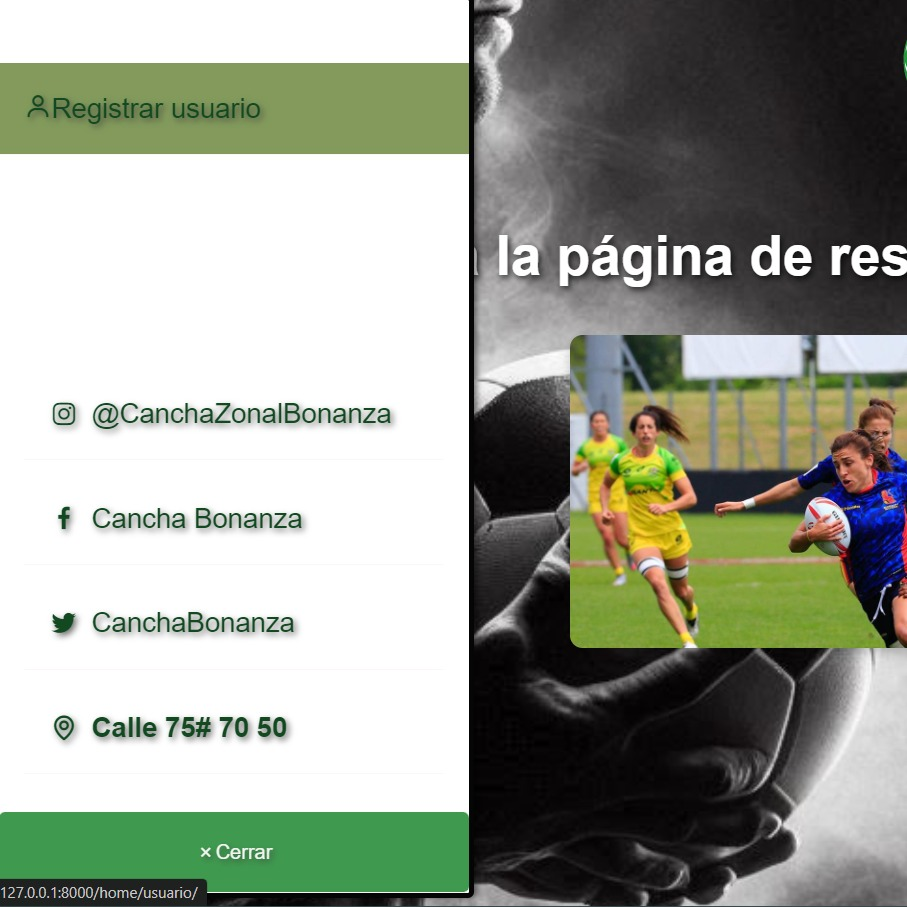 Registrar usuario
la página de res
@CanchaZonalBonanza
Cancha Bonanza
CanchaBonanza
Calle 75# 70 50
× Cerrar
127.0.0.1:8000/home/usuario/